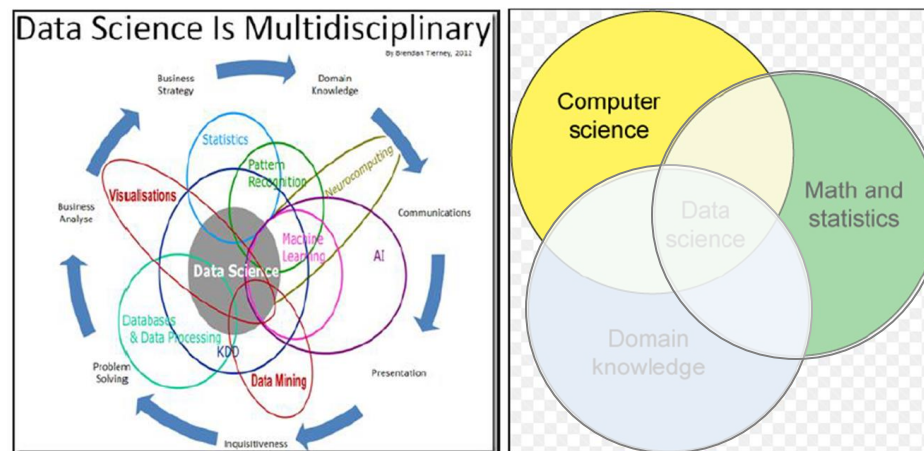 Data Science Is Multidisciplinary
By Brendan Tierney, 2012
Business
Strategy
Domain
Knowledge
Statistics
Pattern
Recognition
Neurocomputing
Visualisations
Business
Analyse
Communications
Machine
Learning
AI
Data Science
Databases
& Data Processing
KDD
Data Mining
Problem
Solving
Presentation
Inquisitiveness
Computer
science
Math and
statistics
Data
science
Domain
knowledge